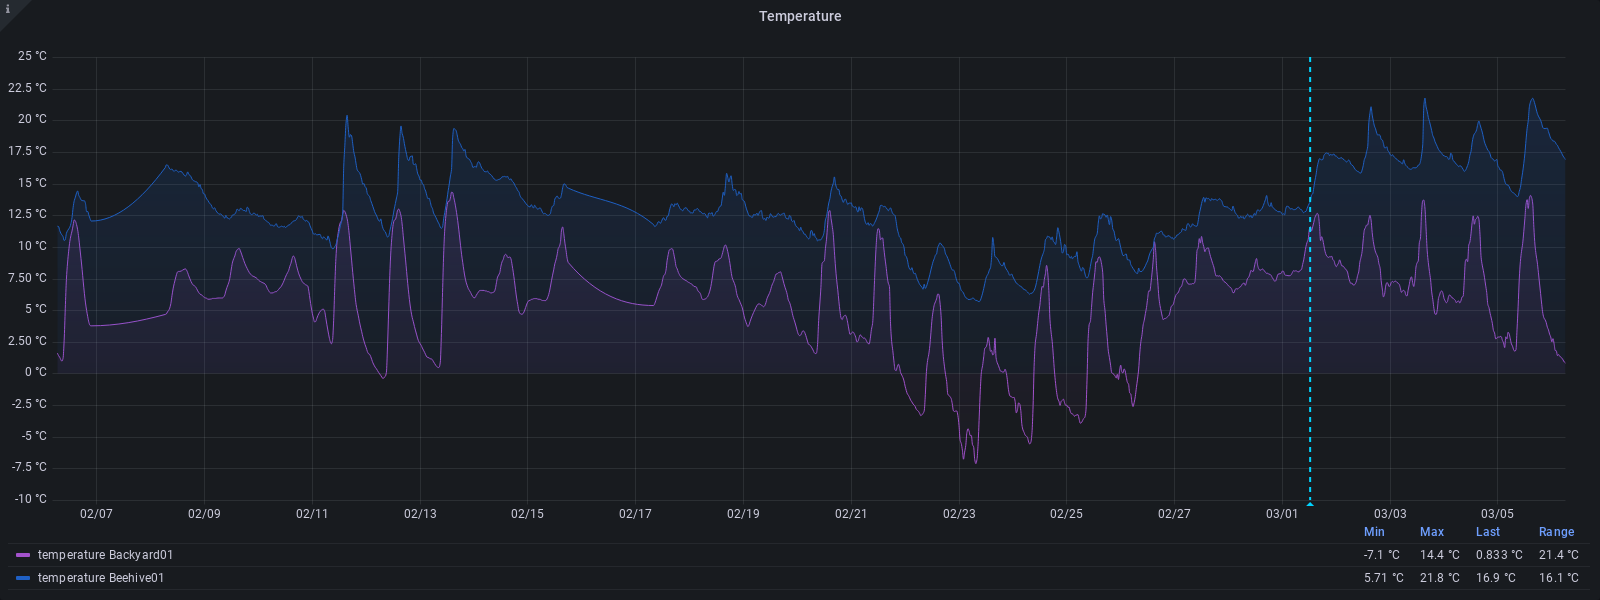 i
Temperature
25 °C
22.5 °C
20 °C
17.5 °C
15 °C
12.5 °C
10 °C
7.50 °C
5 °C
2.50 °C
0 °C
-2.5 °C
-5 °C
-7.5 °C
-10 °C
02/07 02/09 02/11 02/13 02/15 02/17 02/19 02/21 02/23 02/25 02/27 03/01 03/03 03/05
Min Max Last Range
temperature Backyard01 -7.1 °C 14.4 °C 0.833 °C 21.4 °C
temperature Beehive01 5.71 °C 21.8 °C 16.9 °C 16.1 °C